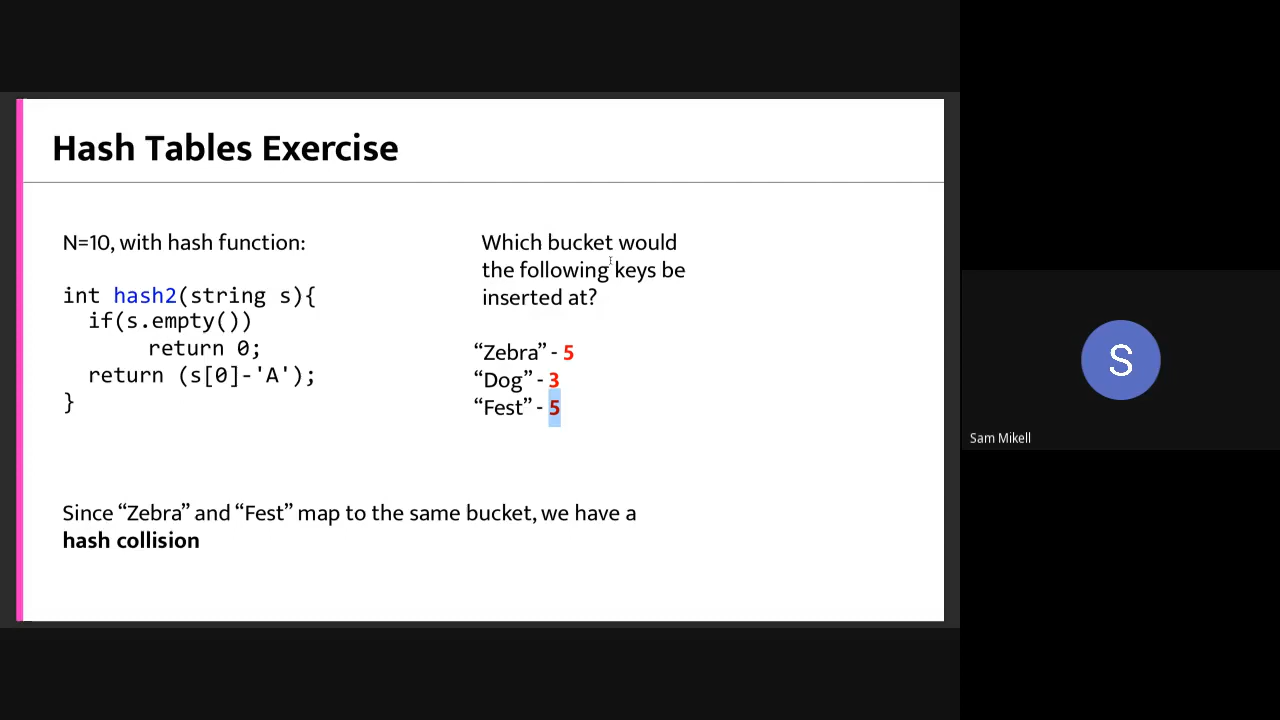 Hash Tables Exercise
N=10, with hash function:
int hash2(string s){
if(s.empty())
return 0;
return (s[0]-'A');
}
Which bucket would
the following keys be
inserted at?
“Zebra” - 5
“Dog” - 3
“Fest” - 5
Since “Zebra” and “Fest” map to the same bucket, we have a
hash collision
S
Sam Mikell